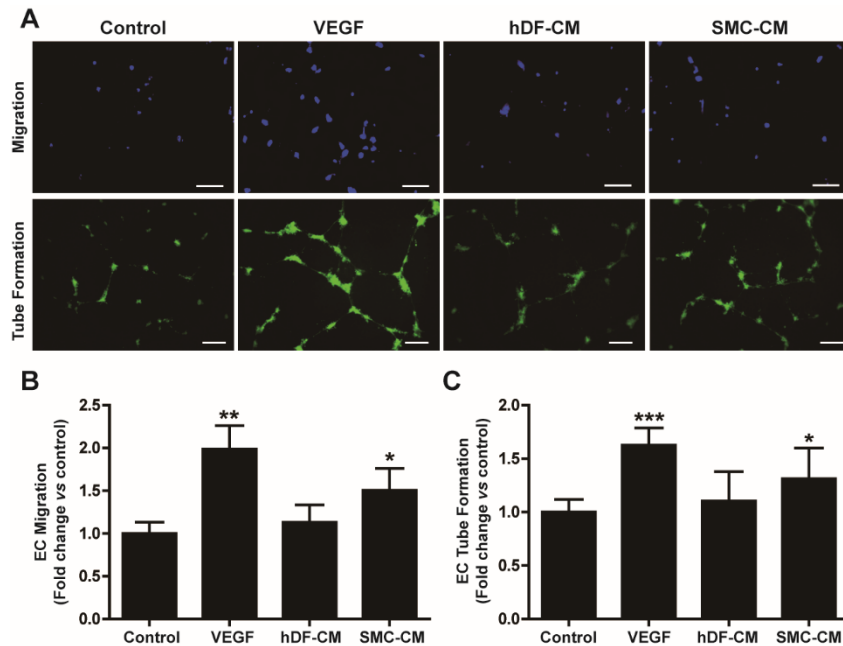 A
Control VEGF hDF-CM SMC-CM
Migration
Tube Formation
B
EC Migration
(Fold change vs control)
2.5
2.0
1.5
1.0
0.5
0.0
**
*
Control VEGF hDF-CM SMC-CM
C
EC Tube Formation
(Fold change vs control)
2.0
1.5
1.0
0.5
0.0
***
*
Control VEGF hDF-CM SMC-CM